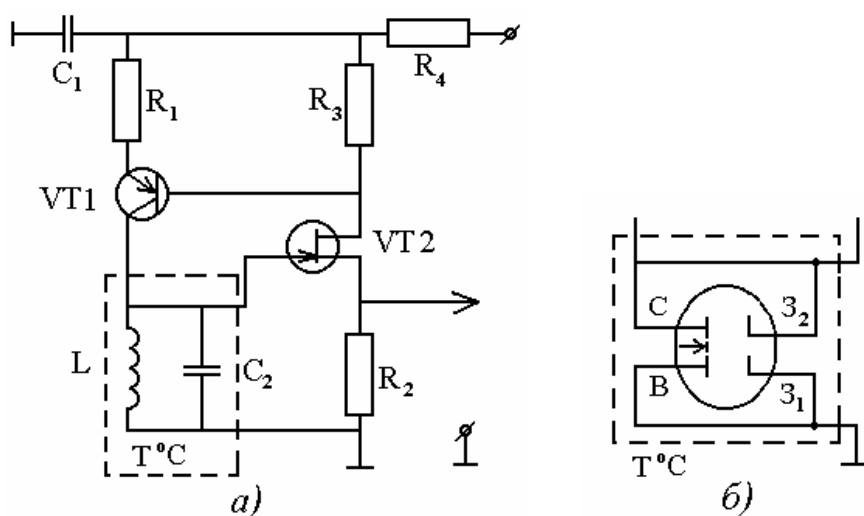 C₁
R₁
R₃
R₄
VT1
VT2
L
C₂
R₂
T°C
а)
С
В
З₂
З₁
T°C
б)